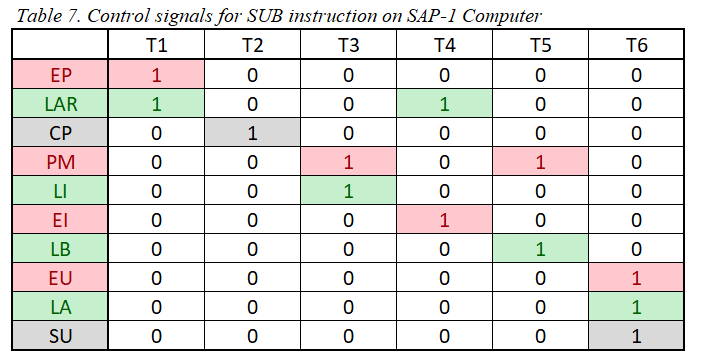 Table 7. Control signals for SUB instruction on SAP-1 Computer
T1 T2 T3 T4 T5 T6
EP 1 0 0 0 0 0
LAR 1 0 0 1 0 0
CP 0 1 0 0 0 0
PM 0 0 1 0 1 0
LI 0 0 1 0 0 0
EI 0 0 0 1 0 0
LB 0 0 0 0 1 0
EU 0 0 0 0 0 1
LA 0 0 0 0 0 1
SU 0 0 0 0 0 1